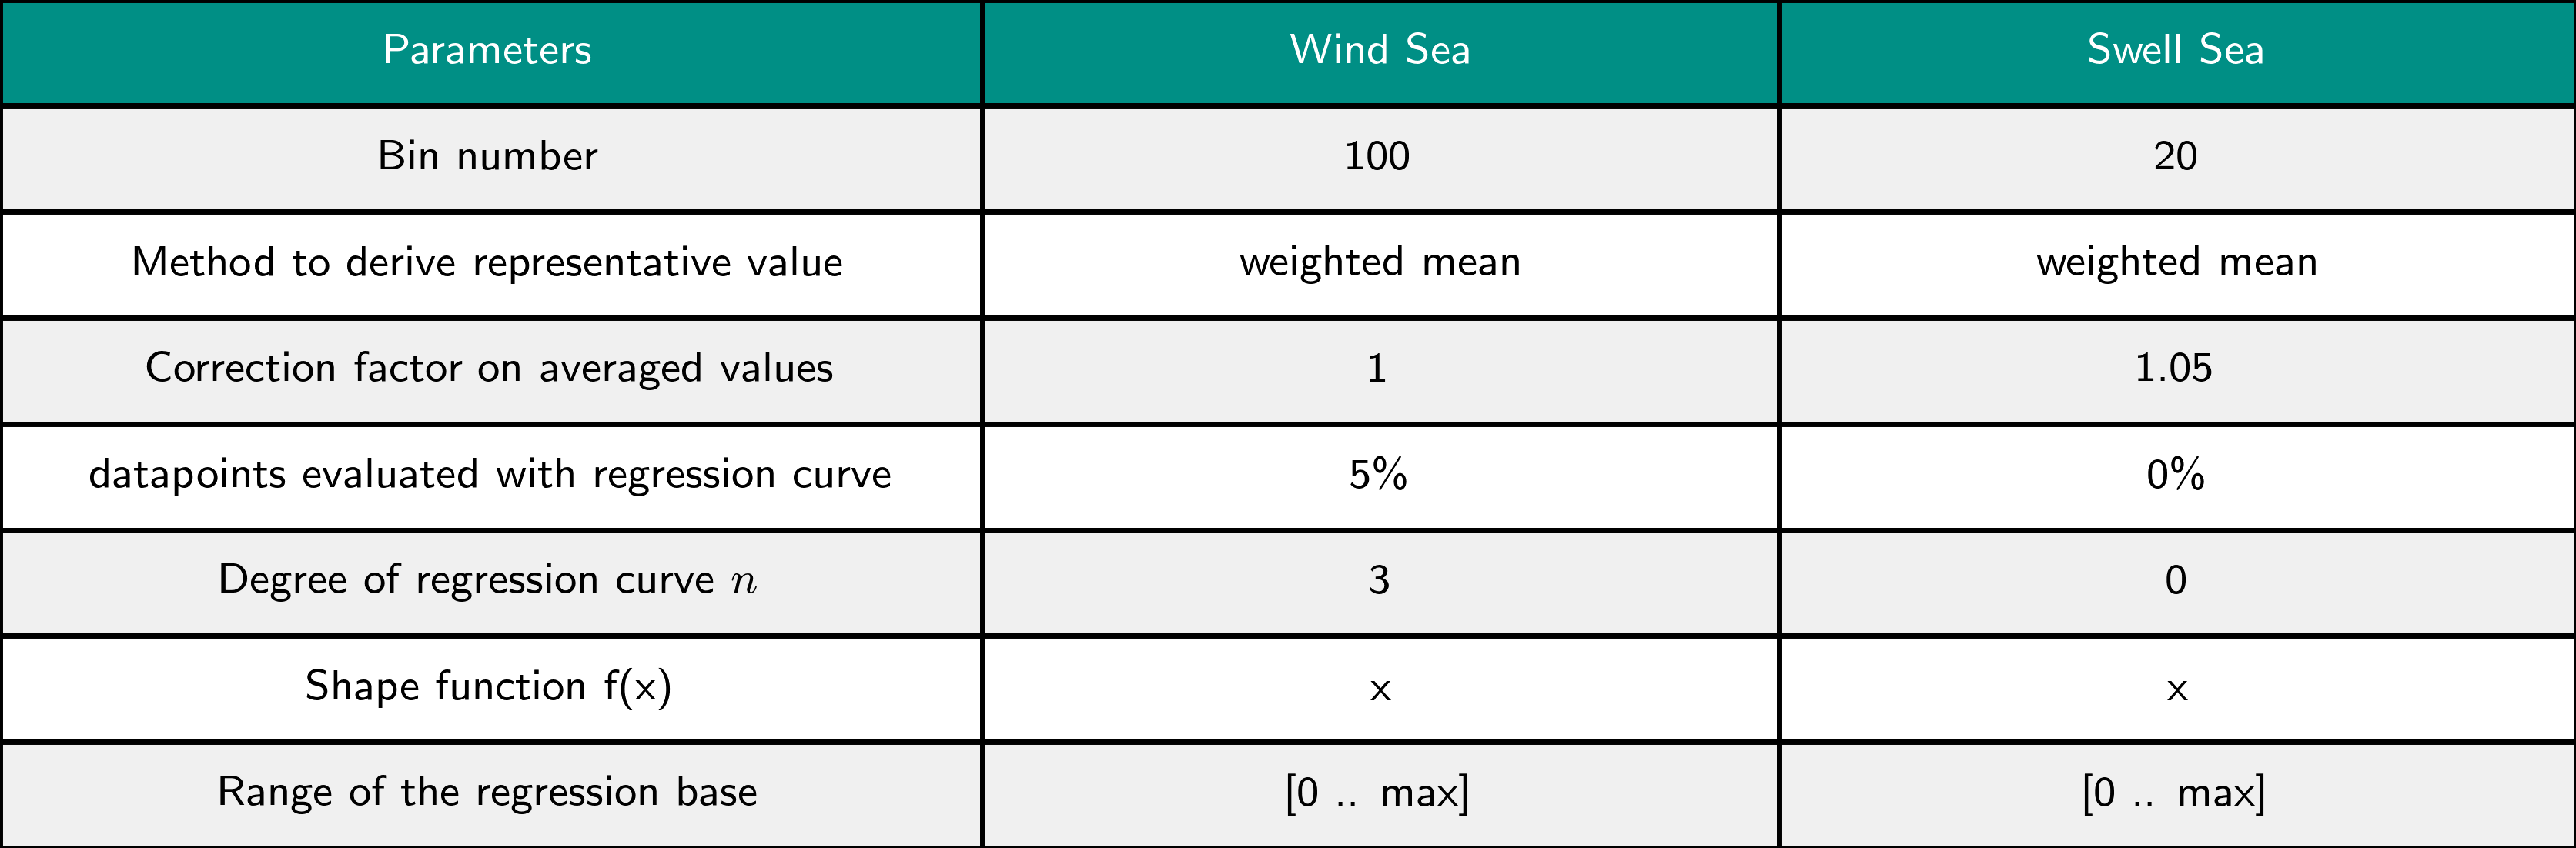 Parameters Wind Sea Swell Sea
Bin number 100 20
Method to derive representative value weighted mean weighted mean
Correction factor on averaged values 1 1.05
datapoints evaluated with regression curve 5% 0%
Degree of regression curve n 3 0
Shape function f(x) x x
Range of the regression base [0 .. max] [0 .. max]